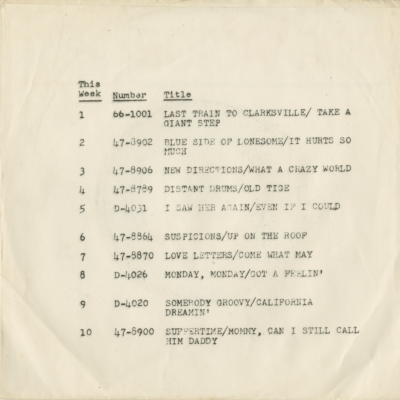 This
Week Number Title
1 66-1001 LAST TRAIN TO CLARKSVILLE/ TAKE A
GIANT STEP
2 47-8902 BLUE SIDE OF LONESOME/IT HURTS SO
MUCH
3 47-8906 NEW DIRECTIONS/WHAT A CRAZY WORLD
4 47-8789 DISTANT DRUMS/OLD TIGE
5 D-4031 I SAW HER AGAIN/EVEN IF I COULD
6 47-8864 SUSPICIONS/UP ON THE ROOF
7 47-8870 LOVE LETTERS/COME WHAT MAY
8 D-4026 MONDAY, MONDAY/GOT A FEELIN'
9 D-4020 SOMEBODY GROOVY/CALIFORNIA
DREAMIN'
10 47-8900 SUPPERTIME/MOMMY, CAN I STILL CALL
HIM DADDY